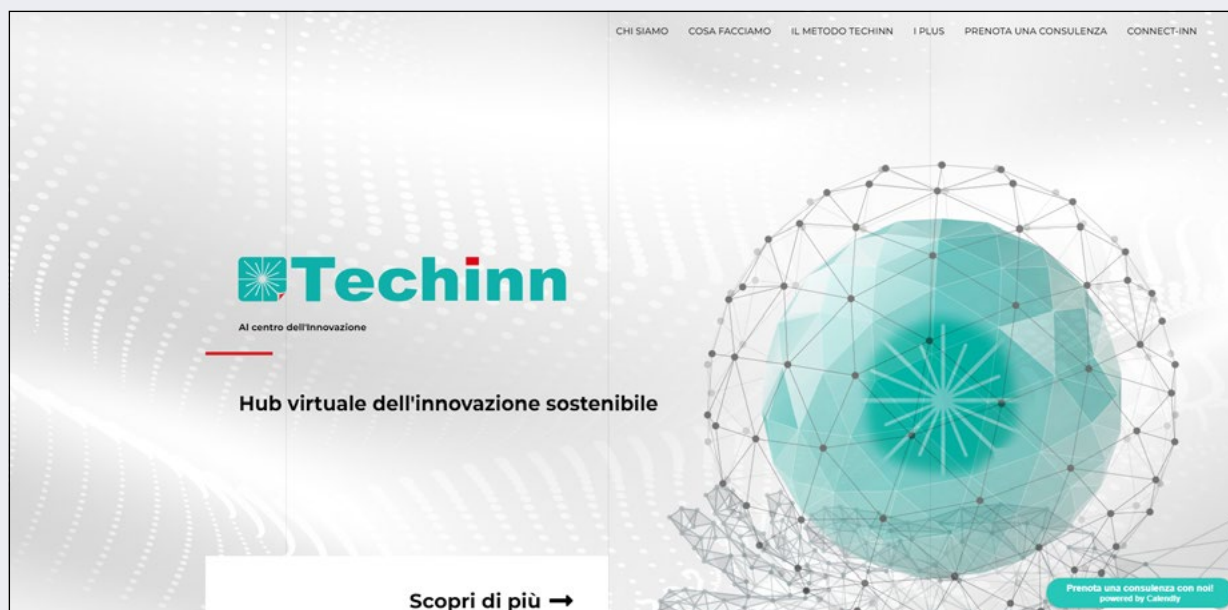 CHI SIAMO COSA FACCIAMO IL METODO TECHINN I PLUS PRENOTA UNA CONSULENZA CONNECT-INN
Techinn
Al centro dell'Innovazione
Hub virtuale dell'innovazione sostenibile
Scopri di più
Prenota una consulenza con noi!
powered by Calendly